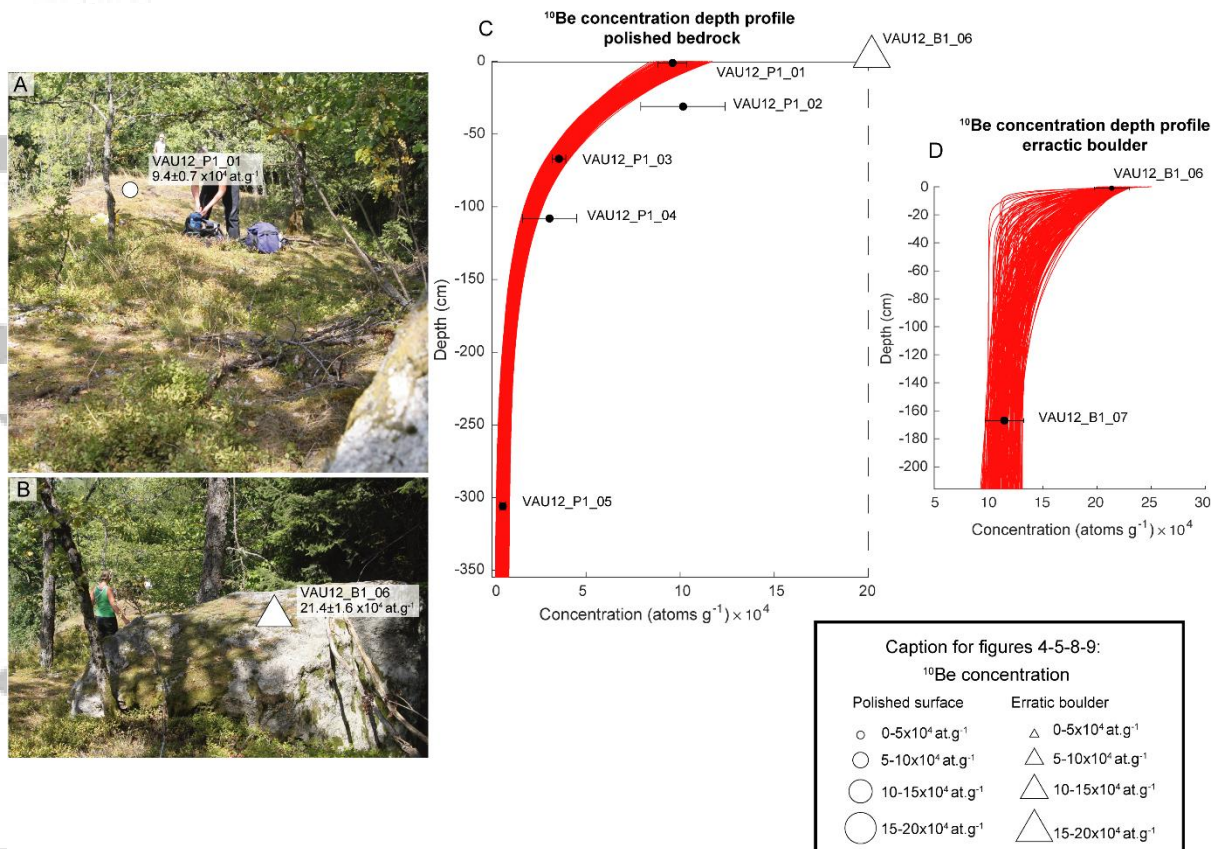 A
VAU12_P1_01
9.4±0.7 x10⁴ at.g⁻¹
B
VAU12_B1_06
21.4±1.6 x10⁴ at.g⁻¹
C
¹⁰Be concentration depth profile
polished bedrock
VAU12_B1_06
0
-50
-100
-150
-200
-250
-300
-350
Depth (cm)
VAU12_P1_01
VAU12_P1_02
VAU12_P1_03
VAU12_P1_04
VAU12_P1_05
0 5 10 15 20
Concentration (atoms g⁻¹) × 10⁴
¹⁰Be concentration depth profile
erractic boulder
D
VAU12_B1_06
0
-20
-40
-60
-80
-100
-120
-140
-160
-180
-200
Depth (cm)
VAU12_B1_07
5 10 15 20 25 30
Concentration (atoms g⁻¹) × 10⁴
Caption for figures 4-5-8-9:
¹⁰Be concentration
Polished surface Erratic boulder
0-5x10⁴ at.g⁻¹ 0-5x10⁴ at.g⁻¹
5-10x10⁴ at.g⁻¹ 5-10x10⁴ at.g⁻¹
10-15x10⁴ at.g⁻¹ 10-15x10⁴ at.g⁻¹
15-20x10⁴ at.g⁻¹ 15-20x10⁴ at.g⁻¹